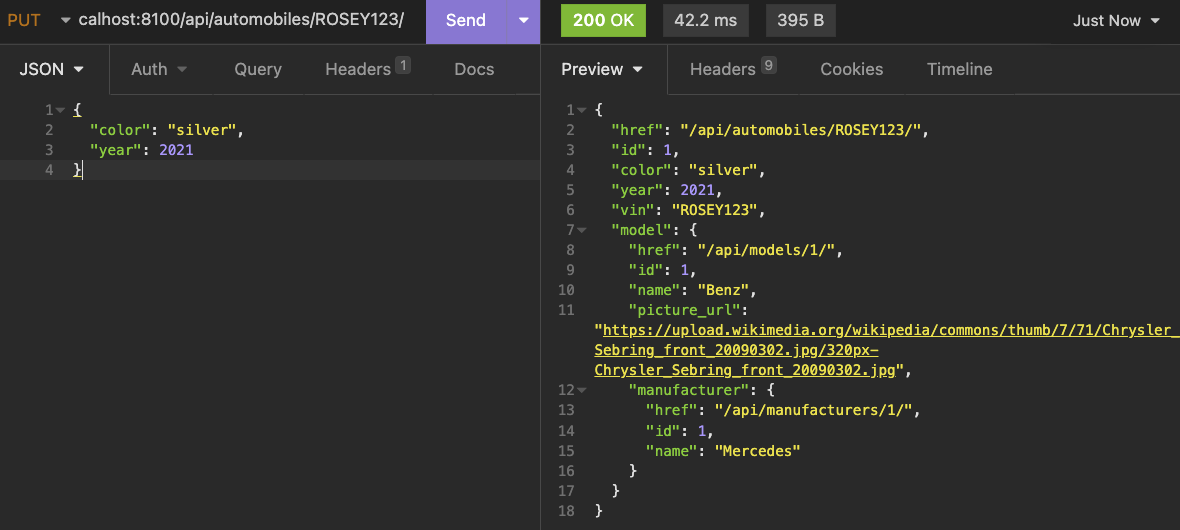 PUT calhost:8100/api/automobiles/ROSEY123/ Send 200 OK 42.2 ms 395 B Just Now
JSON Auth Query Headers 1 Docs Preview Headers 9 Cookies Timeline
1 {
2 "color": "silver",
3 "year": 2021
4 }
1 {
2 "href": "/api/automobiles/ROSEY123/",
3 "id": 1,
4 "color": "silver",
5 "year": 2021,
6 "vin": "ROSEY123",
7 "model": {
8 "href": "/api/models/1/",
9 "id": 1,
10 "name": "Benz",
11 "picture_url":
"https://upload.wikimedia.org/wikipedia/commons/thumb/7/71/Chrysler_
Sebring_front_20090302.jpg/320px-
Chrysler_Sebring_front_20090302.jpg",
12 "manufacturer": {
13 "href": "/api/manufacturers/1/",
14 "id": 1,
15 "name": "Mercedes"
16 }
17 }
18 }